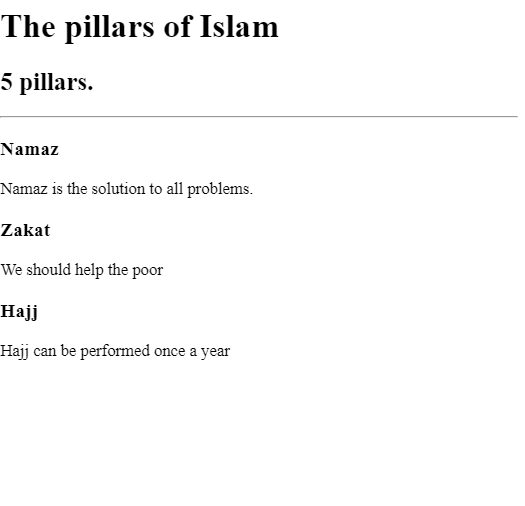 The pillars of Islam
5 pillars.
Namaz
Namaz is the solution to all problems.
Zakat
We should help the poor
Hajj
Hajj can be performed once a year